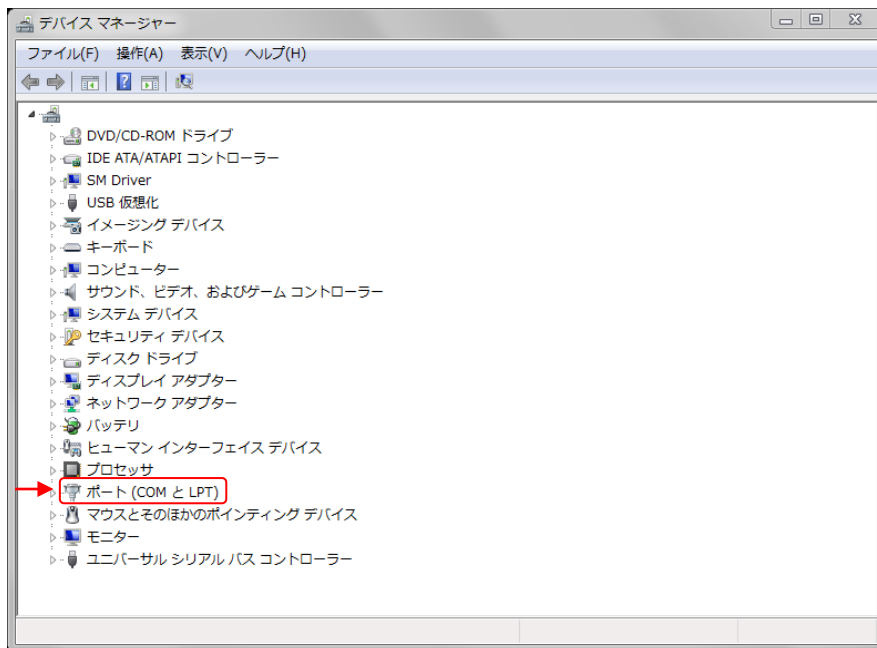 デバイス マネージャー
ファイル(F) 操作(A) 表示(V) ヘルプ(H)
DVD/CD-ROM ドライブ
IDE ATA/ATAPI コントローラー
SM Driver
USB 仮想化
イメージング デバイス
キーボード
コンピューター
サウンド、ビデオ、およびゲーム コントローラー
システム デバイス
セキュリティ デバイス
ディスク ドライブ
ディスプレイ アダプター
ネットワーク アダプター
バッテリ
ヒューマン インターフェイス デバイス
プロセッサ
ポート (COM と LPT)
マウスとそのほかのポインティング デバイス
モニター
ユニバーサル シリアル バス コントローラー